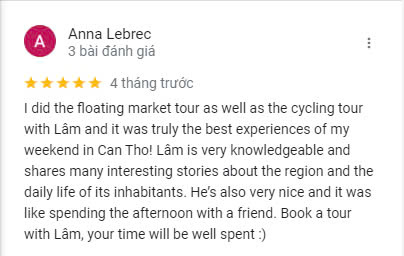 A
Anna Lebrec
3 bài đánh giá
4 tháng trước
I did the floating market tour as well as the cycling tour
with Lâm and it was truly the best experiences of my
weekend in Can Tho! Lâm is very knowledgeable and
shares many interesting stories about the region and the
daily life of its inhabitants. He's also very nice and it was
like spending the afternoon with a friend. Book a tour
with Lâm, your time will be well spent :)